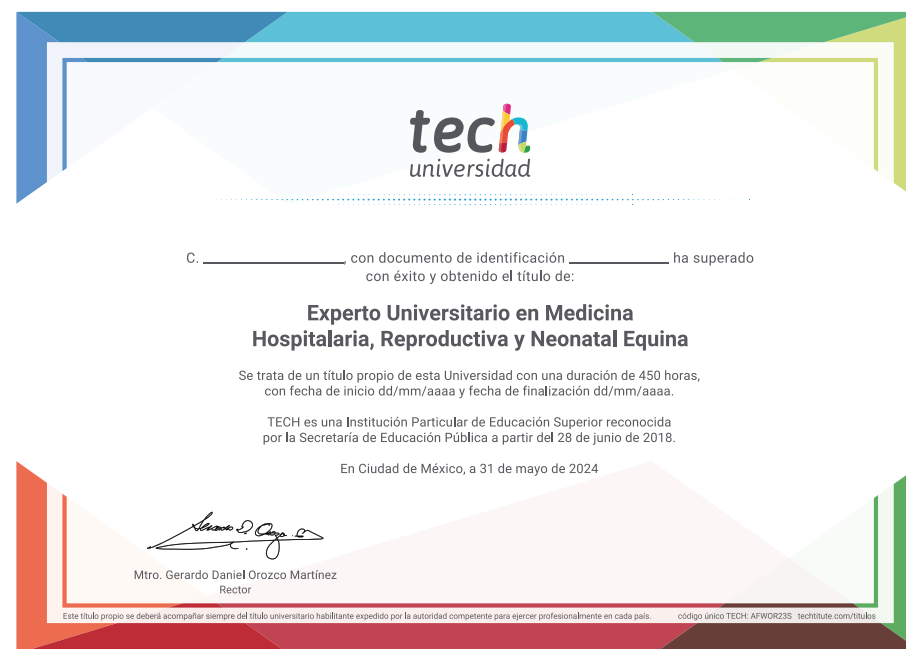 tech
universidad
C. ____________, con documento de identificación ____________ ha superado
con éxito y obtenido el título de:
Experto Universitario en Medicina
Hospitalaria, Reproductiva y Neonatal Equina
Se trata de un título propio de esta Universidad con una duración de 450 horas,
con fecha de inicio dd/mm/aaaa y fecha de finalización dd/mm/aaaa.
TECH es una Institución Particular de Educación Superior reconocida
por la Secretaría de Educación Pública a partir del 28 de junio de 2018.
En Ciudad de México, a 31 de mayo de 2024
Mtro. Gerardo Daniel Orozco Martínez
Rector
Este título propio se deberá acompañar siempre del título universitario habilitante expedido por la autoridad competente para ejercer profesionalmente en cada país. código único TECH: AFWOR23S techtitute.com/titulos